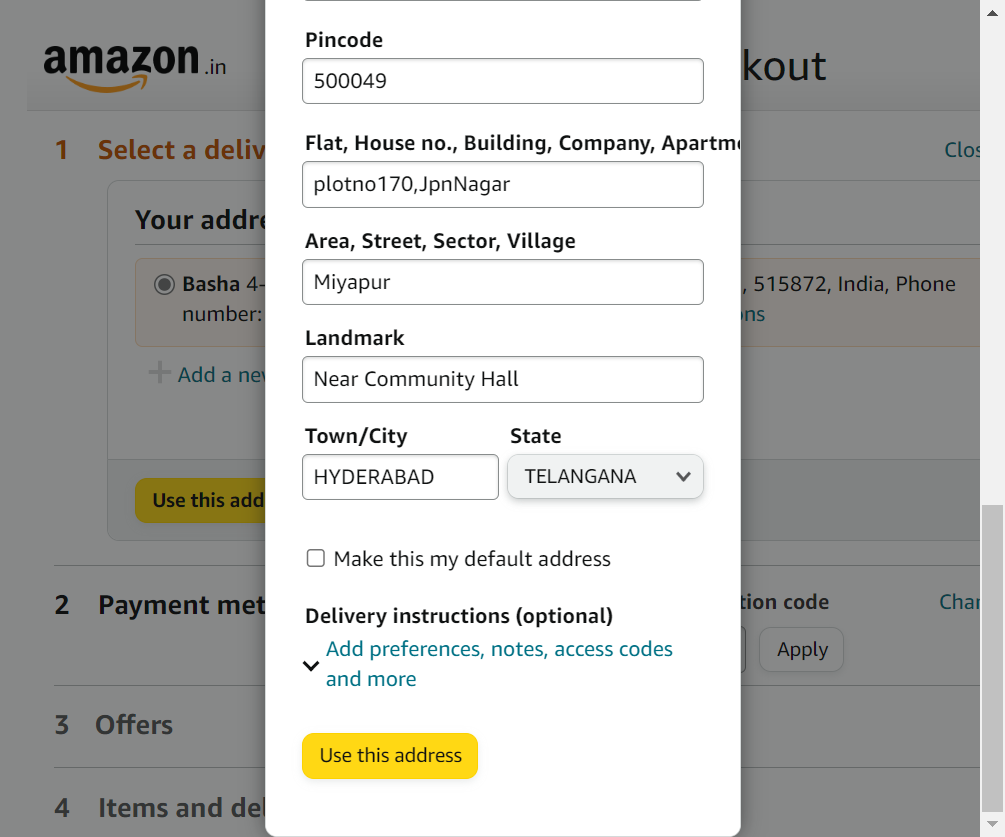 amazon.in
kout
Pincode
500049
1 Select a deliv
Flat, House no., Building, Company, Apartm
Clos
plotno170,JpnNagar
Your addre
Area, Street, Sector, Village
Miyapur
Basha 4-
, 515872, India, Phone
number:
ons
Landmark
Near Community Hall
Add a new
Town/City
State
HYDERABAD
TELANGANA
Use this add
Make this my default address
2 Payment met
tion code
Chan
Delivery instructions (optional)
Add preferences, notes, access codes
and more
Apply
3 Offers
Use this address
4 Items and del